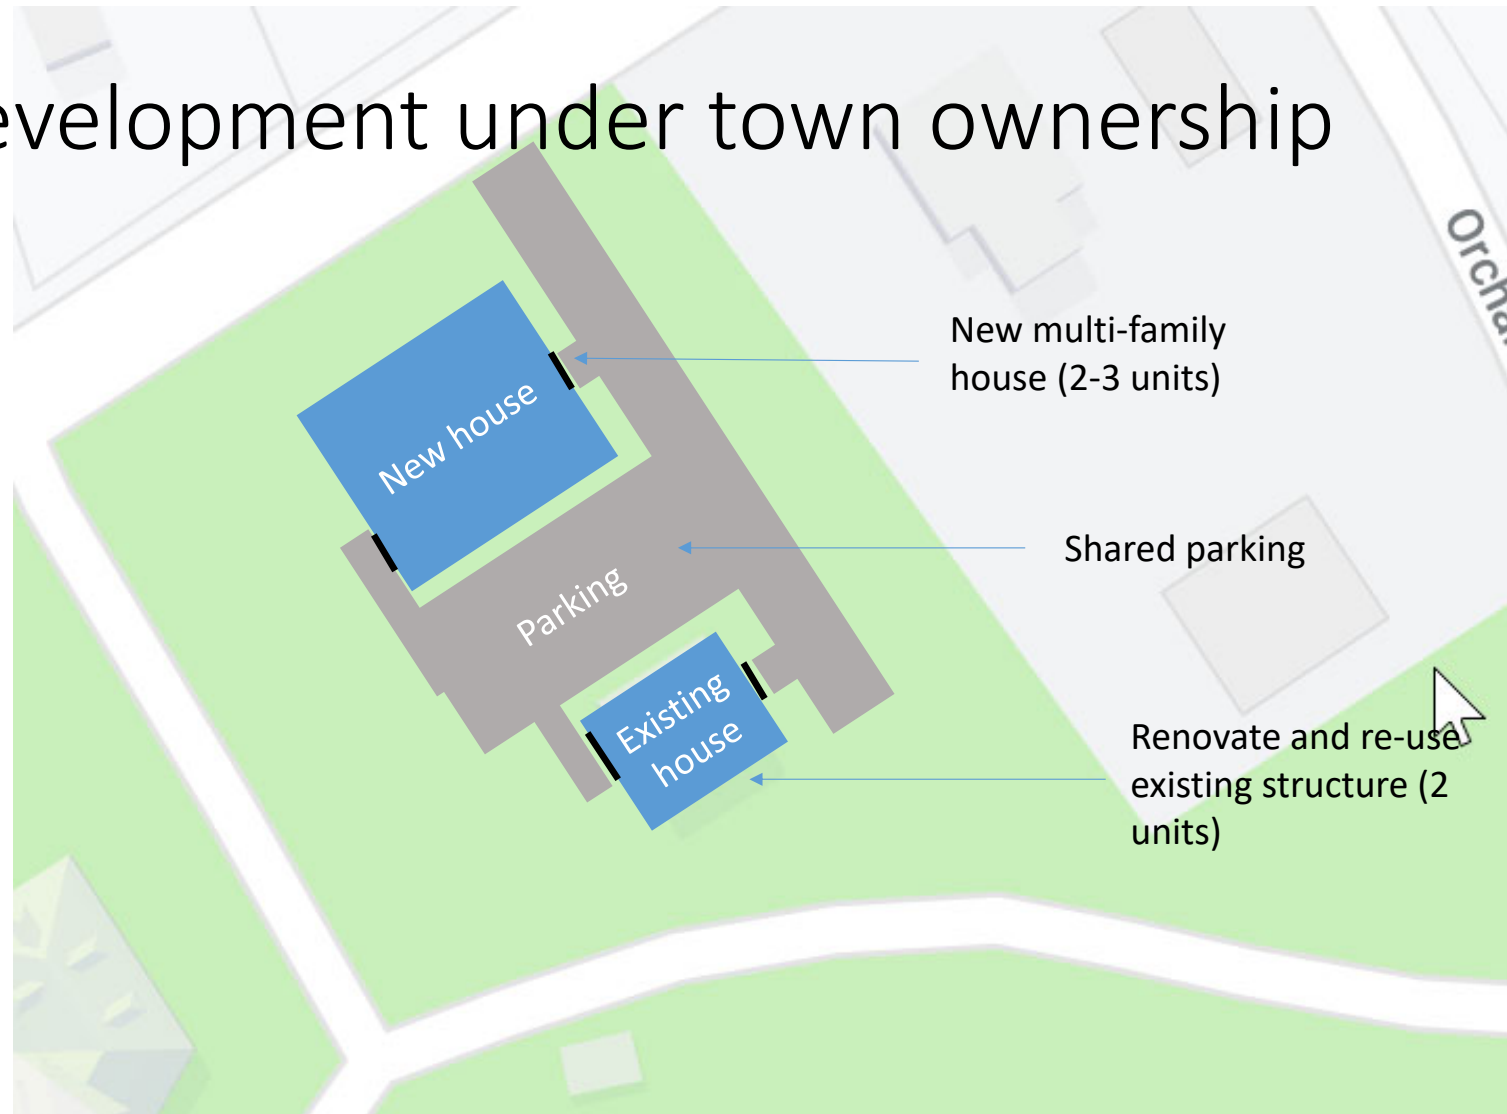 evelopment under town ownership
Orcha
New multi-family
house (2-3 units)
New house
Shared parking
Parking
Existing
house
Renovate and re-use
existing structure (2
units)